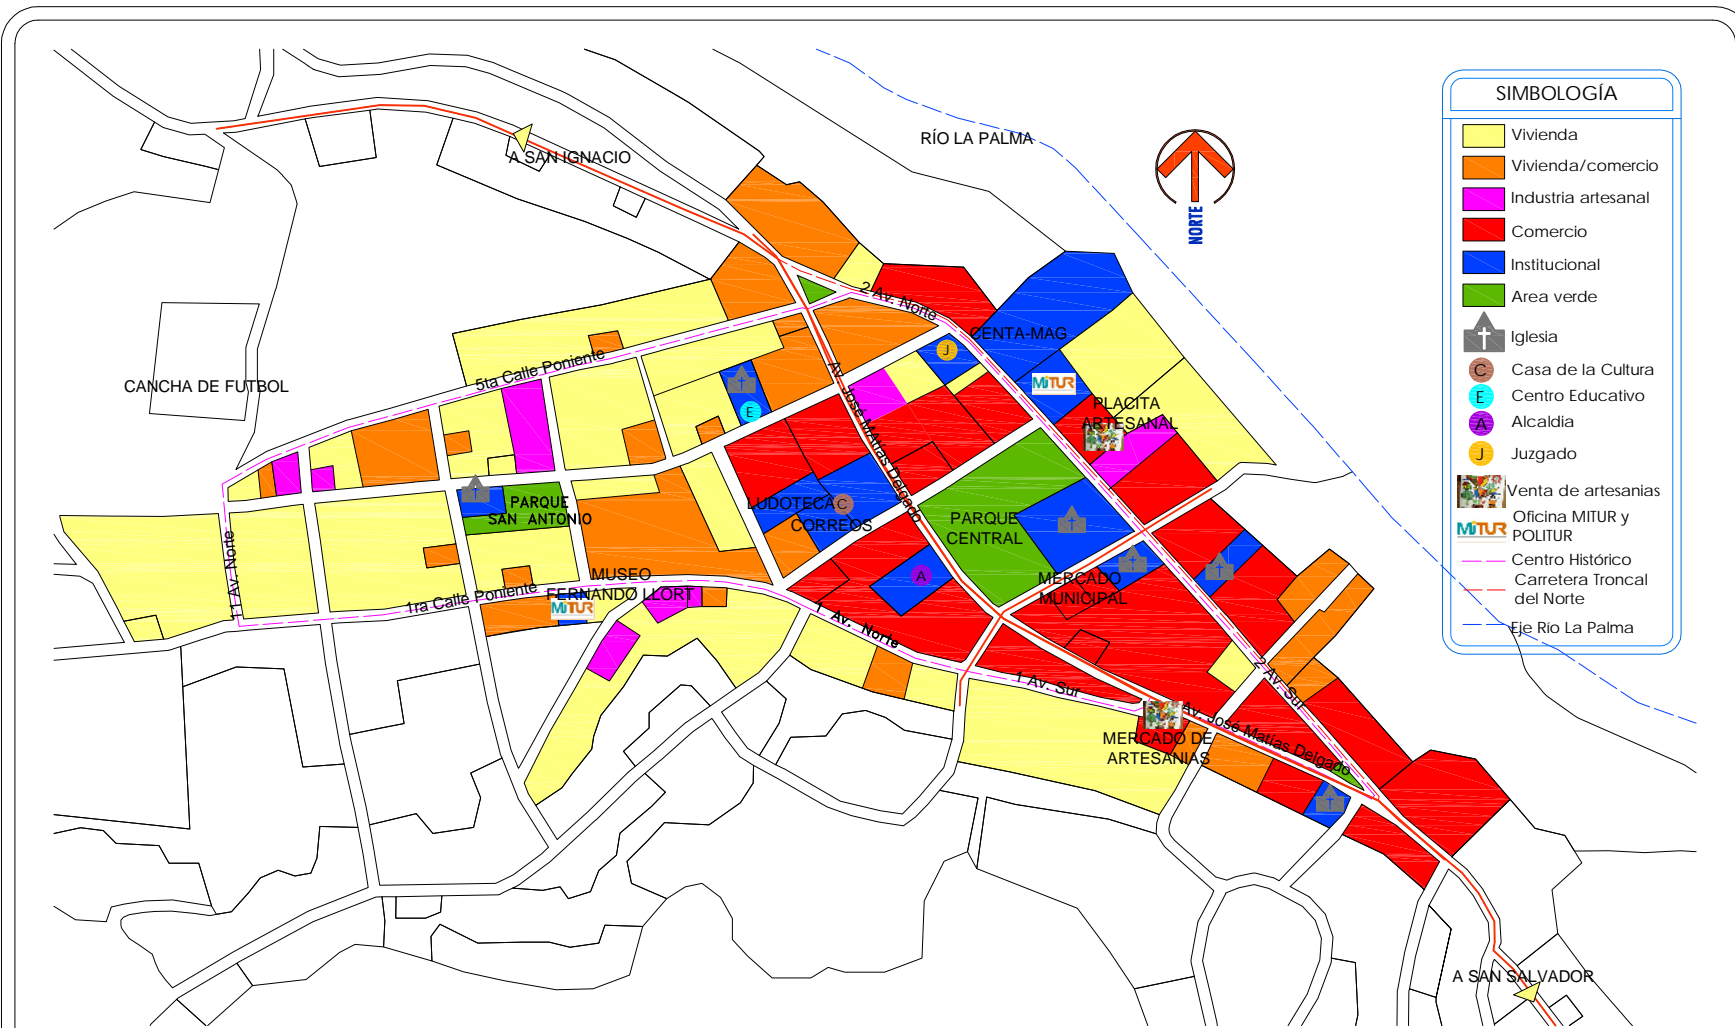 SIMBOLOGÍA
Vivienda
Vivienda/comercio
Industria artesanal
Comercio
Institucional
Area verde
Iglesia
C Casa de la Cultura
E Centro Educativo
A Alcaldia
J Juzgado
Venta de artesanias
MiTUR Oficina MITUR y
POLITUR
Centro Histórico
Carretera Troncal
del Norte
Eje Río La Palma
NORTE
RÍO LA PALMA
A SAN IGNACIO
2 Av. Norte
CENTA-MAG
J
MiTUR
PLACITA
ARTESANAL
5ta Calle Poniente
CANCHA DE FUTBOL
Av. José Matías Delgado
E
PARQUE
SAN ANTONIO
LUDOTECA
C
CORREOS
PARQUE
CENTRAL
11 Av. Norte
A
MUSEO
FERNANDO LLORT
MiTUR
1ra Calle Poniente
MERCADO
MUNICIPAL
1 Av. Norte
1 Av. Sur
2 Av. Sur
Av. José Matías Delgado
MERCADO DE
ARTESANIAS
A SAN SALVADOR